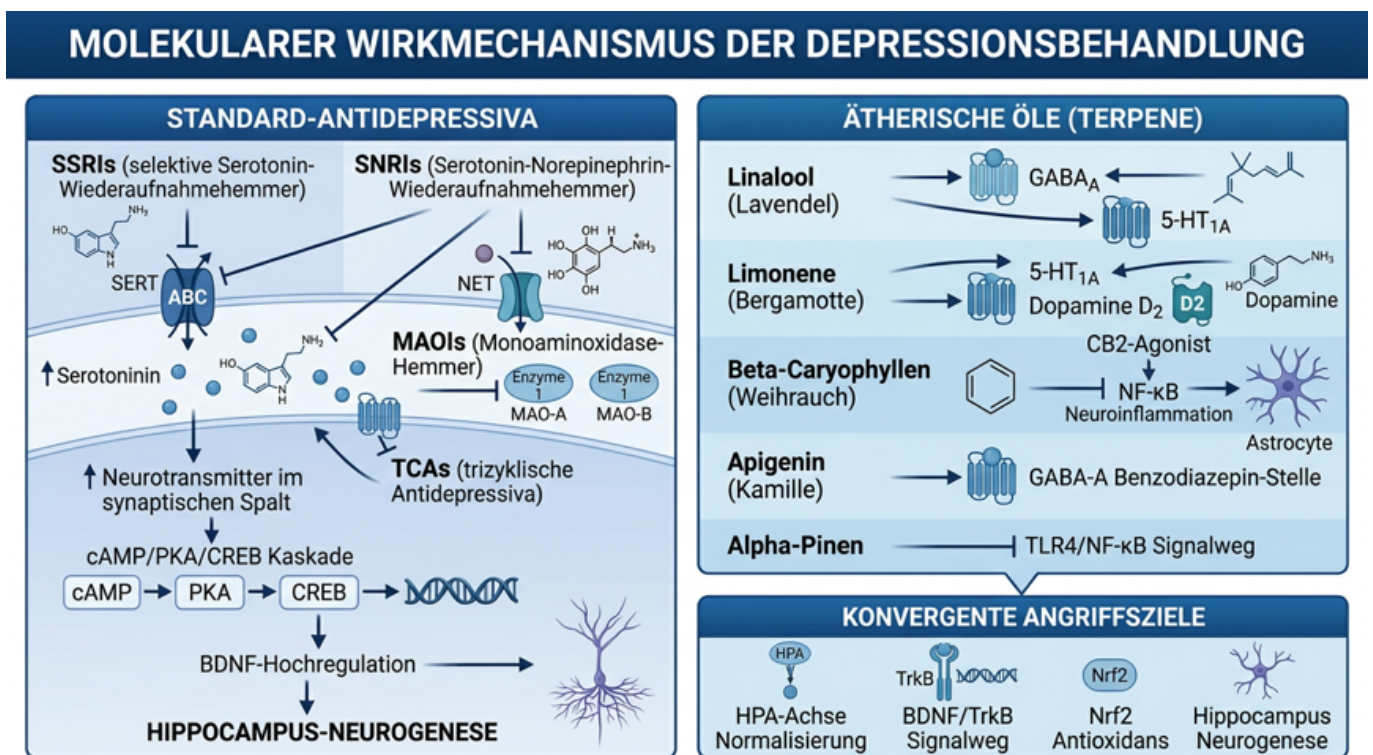 MOLEKULARER WIRKMECHANISMUS DER DEPRESSIONSBEHANDLUNG
STANDARD-ANTIDEPRESSIVA
SSRIs (selektive Serotonin-
Wiederaufnahmehemmer)
SNRIs (Serotonin-Norepinephrin-
Wiederaufnahmehemmer)
NH₃
HO
N
H
SERT
ABC
NET
OH
H
HO
NH₃
+
HO
OH
↑ Serotoninin
NH₂
HO
N
H
MAOIs (Monoaminoxidase-
Hemmer)
Enzyme
1
MAO-A
Enzyme
1
MAO-B
TCAs (trizyklische
Antidepressiva)
↑ Neurotransmitter im
synaptischen Spalt
cAMP/PKA/CREB Kaskade
cAMP
PKA
CREB
BDNF-Hochregulation
HIPPOCAMPUS-NEUROGENESE
ÄTHERISCHE ÖLE (TERPENE)
Linalool
(Lavendel)
GABA_A
5-HT₁A
Limonene
(Bergamotte)
5-HT₁A
Dopamine D₂
D2
NH₃
HO
Dopamine
Beta-Caryophyllen
(Weihrauch)
CB2-Agonist
NF-κB
Neuroinflammation
Astrocyte
Apigenin
(Kamille)
GABA-A Benzodiazepin-Stelle
Alpha-Pinen
TLR4/NF-κB Signalweg
KONVERGENTE ANGRIFFSZIELE
HPA
HPA-Achse
Normalisierung
TrkB
BDNF/TrkB
Signalweg
Nrf2
Nrf2
Antioxidans
Hippocampus
Neurogenese